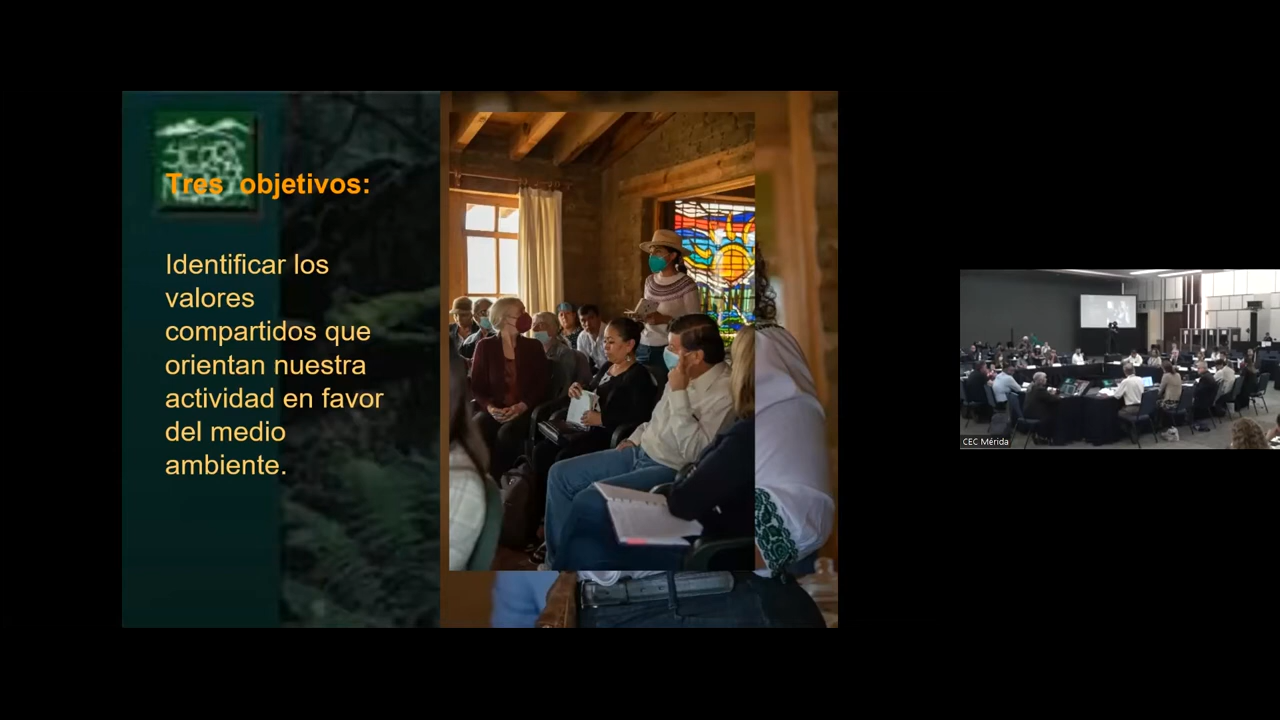 Tres objetivos:
Identificar los
valores
compartidos que
orientan nuestra
actividad en favor
del medio
ambiente.
CEC Mérida